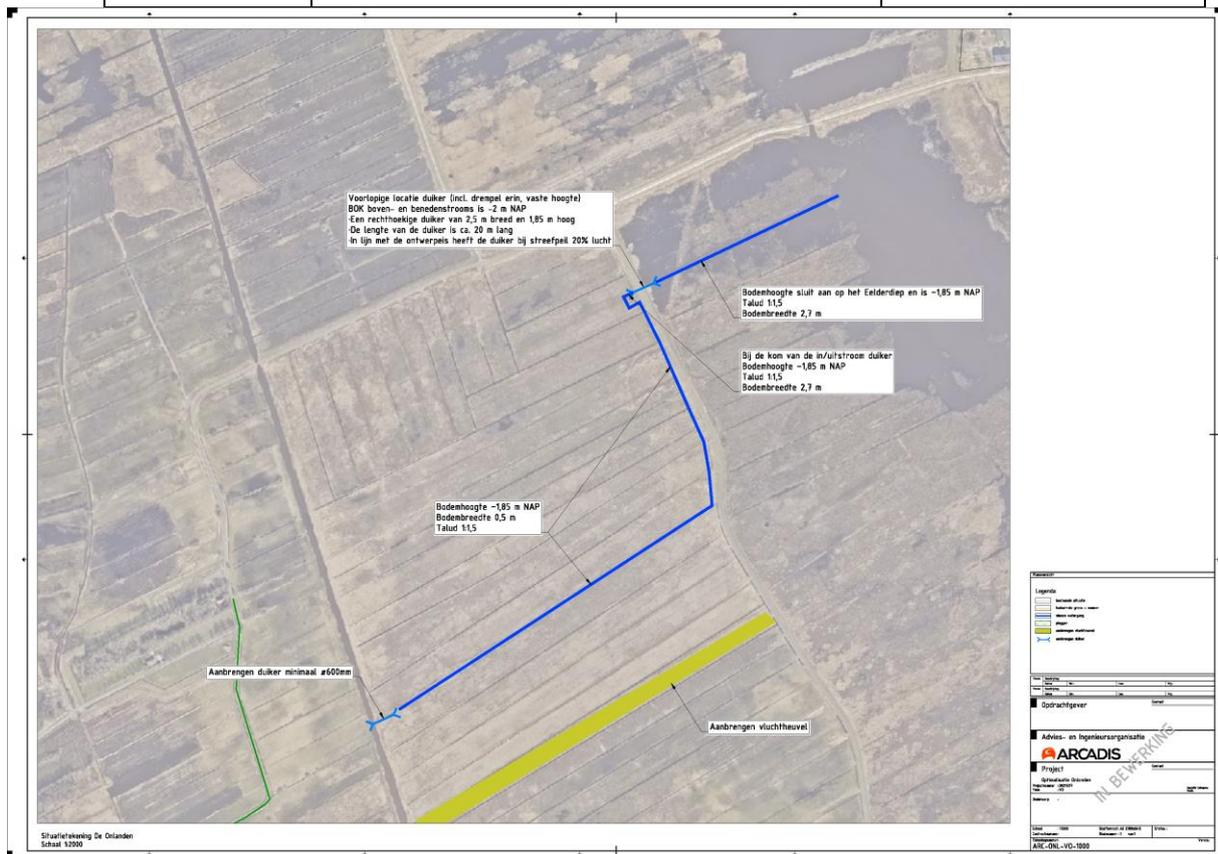 Voorlopige locatie duiker (incl. drempel erin, vaste hoogte)
BOK boven- en benedenstrooms is -2 m NAP
-Een rechthoekige duiker van 2,5 m breed en 1,85 m hoog
-De lengte van de duiker is ca. 20 m lang
-In lijn met de ontwerpeis heeft de duiker bij streefpeil 20% lucht
Bodemhoogte sluit aan op het Eelderdiep en is -1,85 m NAP
Talud 1:1,5
Bodembreedte 2,7 m
Bij de kom van de in/uitstroom duiker
Bodemhoogte -1,85 m NAP
Talud 1:1,5
Bodembreedte 2,7 m
Bodemhoogte -1,85 m NAP
Bodembreedte 0,5 m
Talud 1:1,5
Aanbrengen duiker minimaal ø600mm
Aanbrengen vluchtheuvel
Legenda
aanbrengen vluchtheuvel
aanbrengen duiker
Opdrachtgever
Advies- en Ingenieursorganisatie
ARCADIS
Project
Optimalisatie Onlanden
IN BEWERKING
ARC-ONL-VO-1000
Situatietekening De Onlanden
Schaal 1:2000